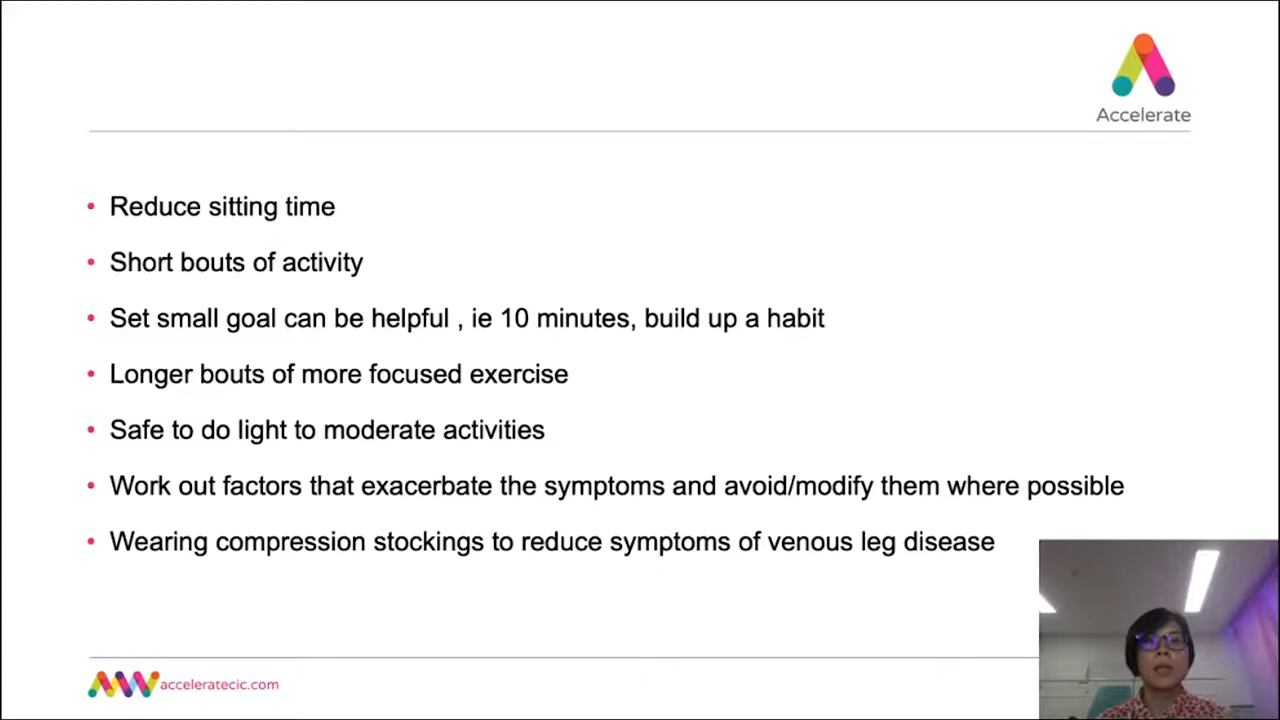 Accelerate
• Reduce sitting time
• Short bouts of activity
• Set small goal can be helpful , ie 10 minutes, build up a habit
• Longer bouts of more focused exercise
• Safe to do light to moderate activities
• Work out factors that exacerbate the symptoms and avoid/modify them where possible
• Wearing compression stockings to reduce symptoms of venous leg disease
acceleratecic.com